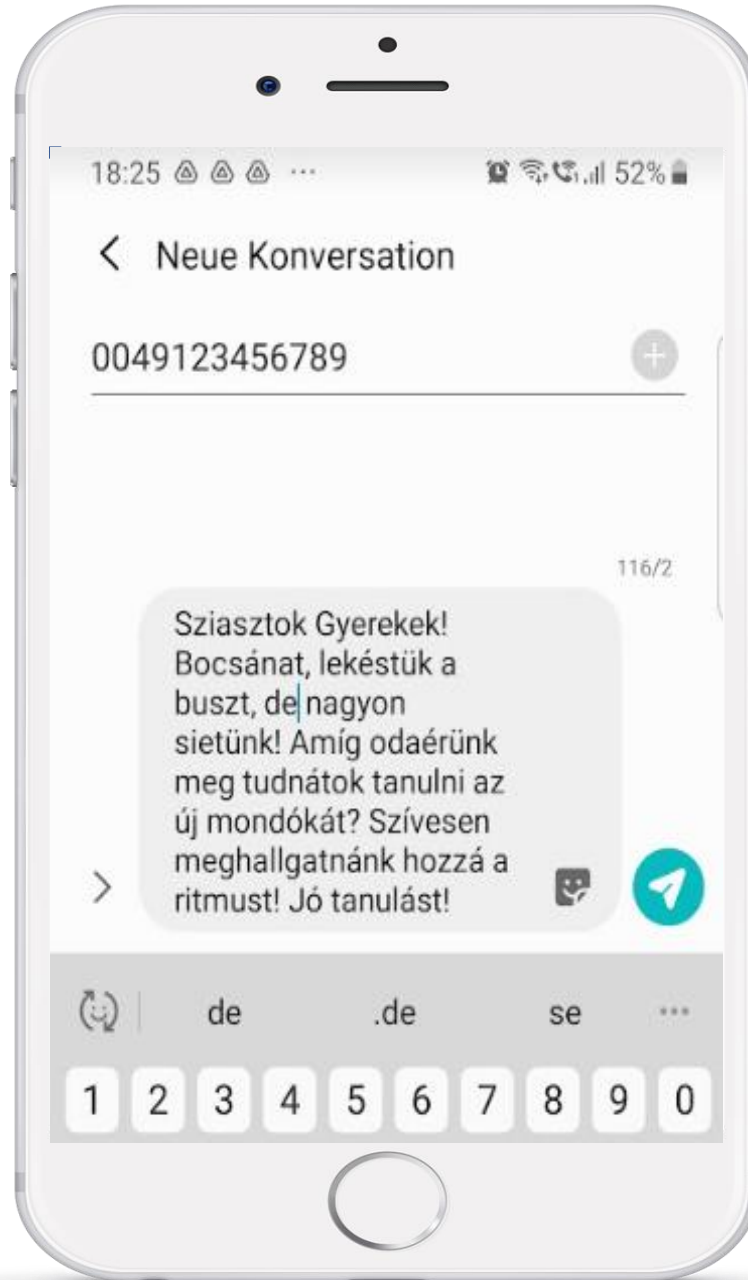 18:25 ... 52%
Neue Konversation
0049123456789
116/2
Sziasztok Gyerekek!
Bocsánat, lekéstük a
buszt, de nagyon
sietünk! Amíg odaérünk
meg tudnátok tanulni az
új mondókát? Szívesen
meghallgatnánk hozzá a
ritmust! Jó tanulást!
de .de se ...
1 2 3 4 5 6 7 8 9 0